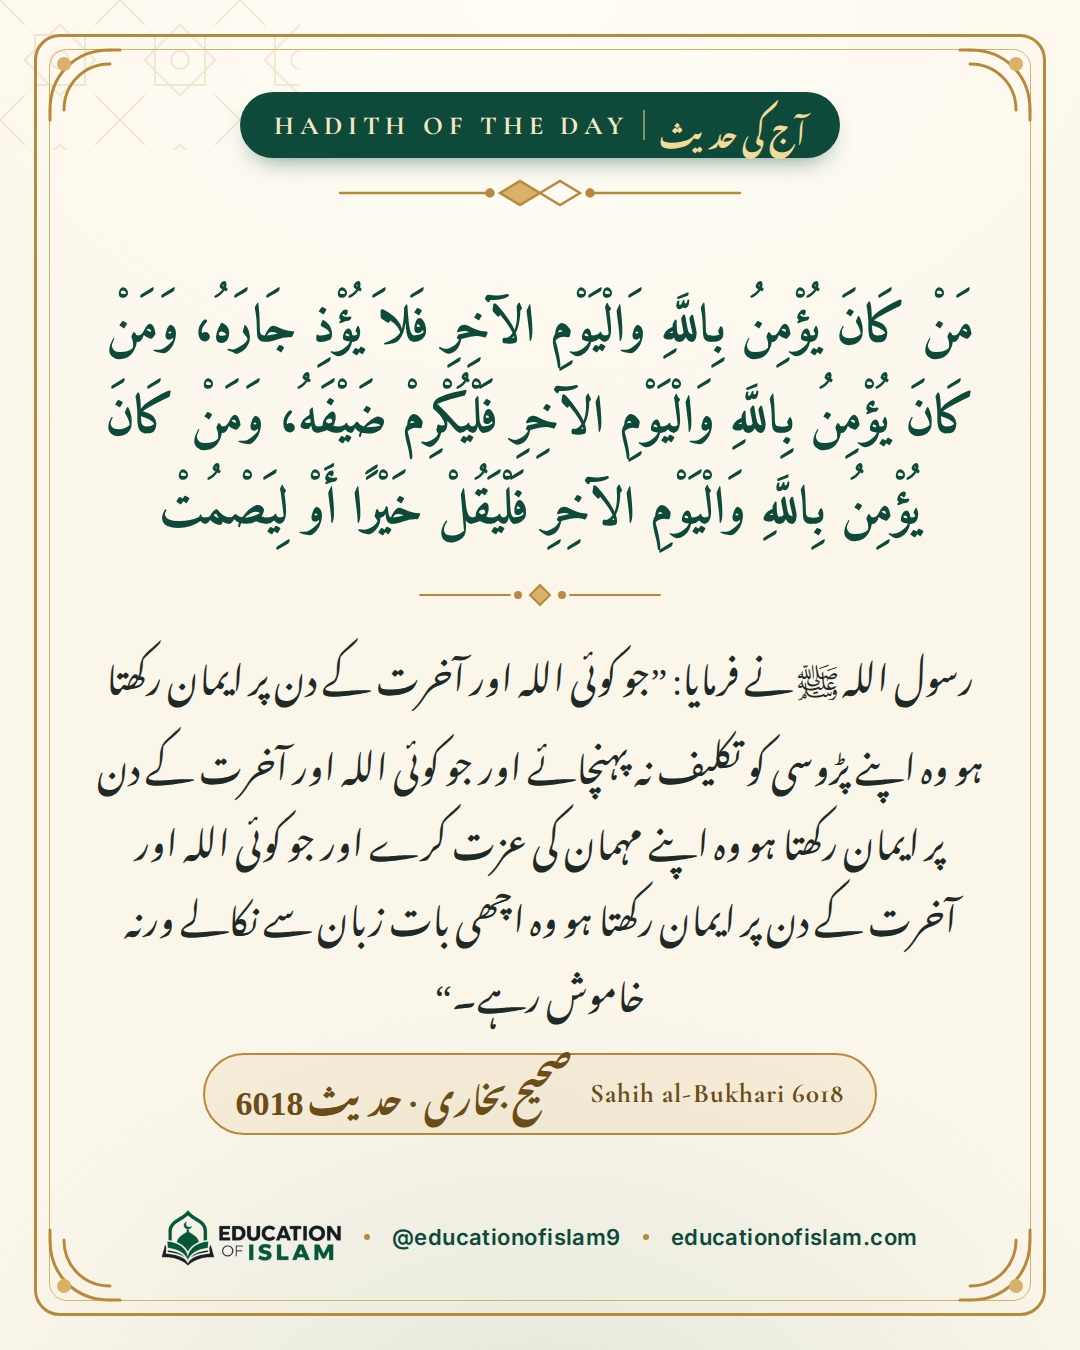 HADITH OF THE DAY | آج کی حدیث
مَنْ كَانَ يُؤْمِنُ بِاللَّهِ وَالْيَوْمِ الآخِرِ فَلاَ يُؤْذِ جَارَهُ، وَمَنْ
كَانَ يُؤْمِنُ بِاللَّهِ وَالْيَوْمِ الآخِرِ فَلْيُكْرِمْ ضَيْفَهُ، وَمَنْ كَانَ
يُؤْمِنُ بِاللَّهِ وَالْيَوْمِ الآخِرِ فَلْيَقُلْ خَيْرًا أَوْ لِيَصْمُتْ
رسول اللہ ﷺ نے فرمایا: ”جو کوئی اللہ اور آخرت کے دن پر ایمان رکھتا
ہو وہ اپنے پڑوسی کو تکلیف نہ پہنچائے اور جو کوئی اللہ اور آخرت کے دن
پر ایمان رکھتا ہو وہ اپنے مہمان کی عزت کرے اور جو کوئی اللہ اور
آخرت کے دن پر ایمان رکھتا ہو وہ اچھی بات زبان سے نکالے ورنہ
خاموش رہے۔“
صحیح بخاری · حدیث 6018 Sahih al-Bukhari 6018
EDUCATION OF ISLAM • @educationofislam9 • educationofislam.com